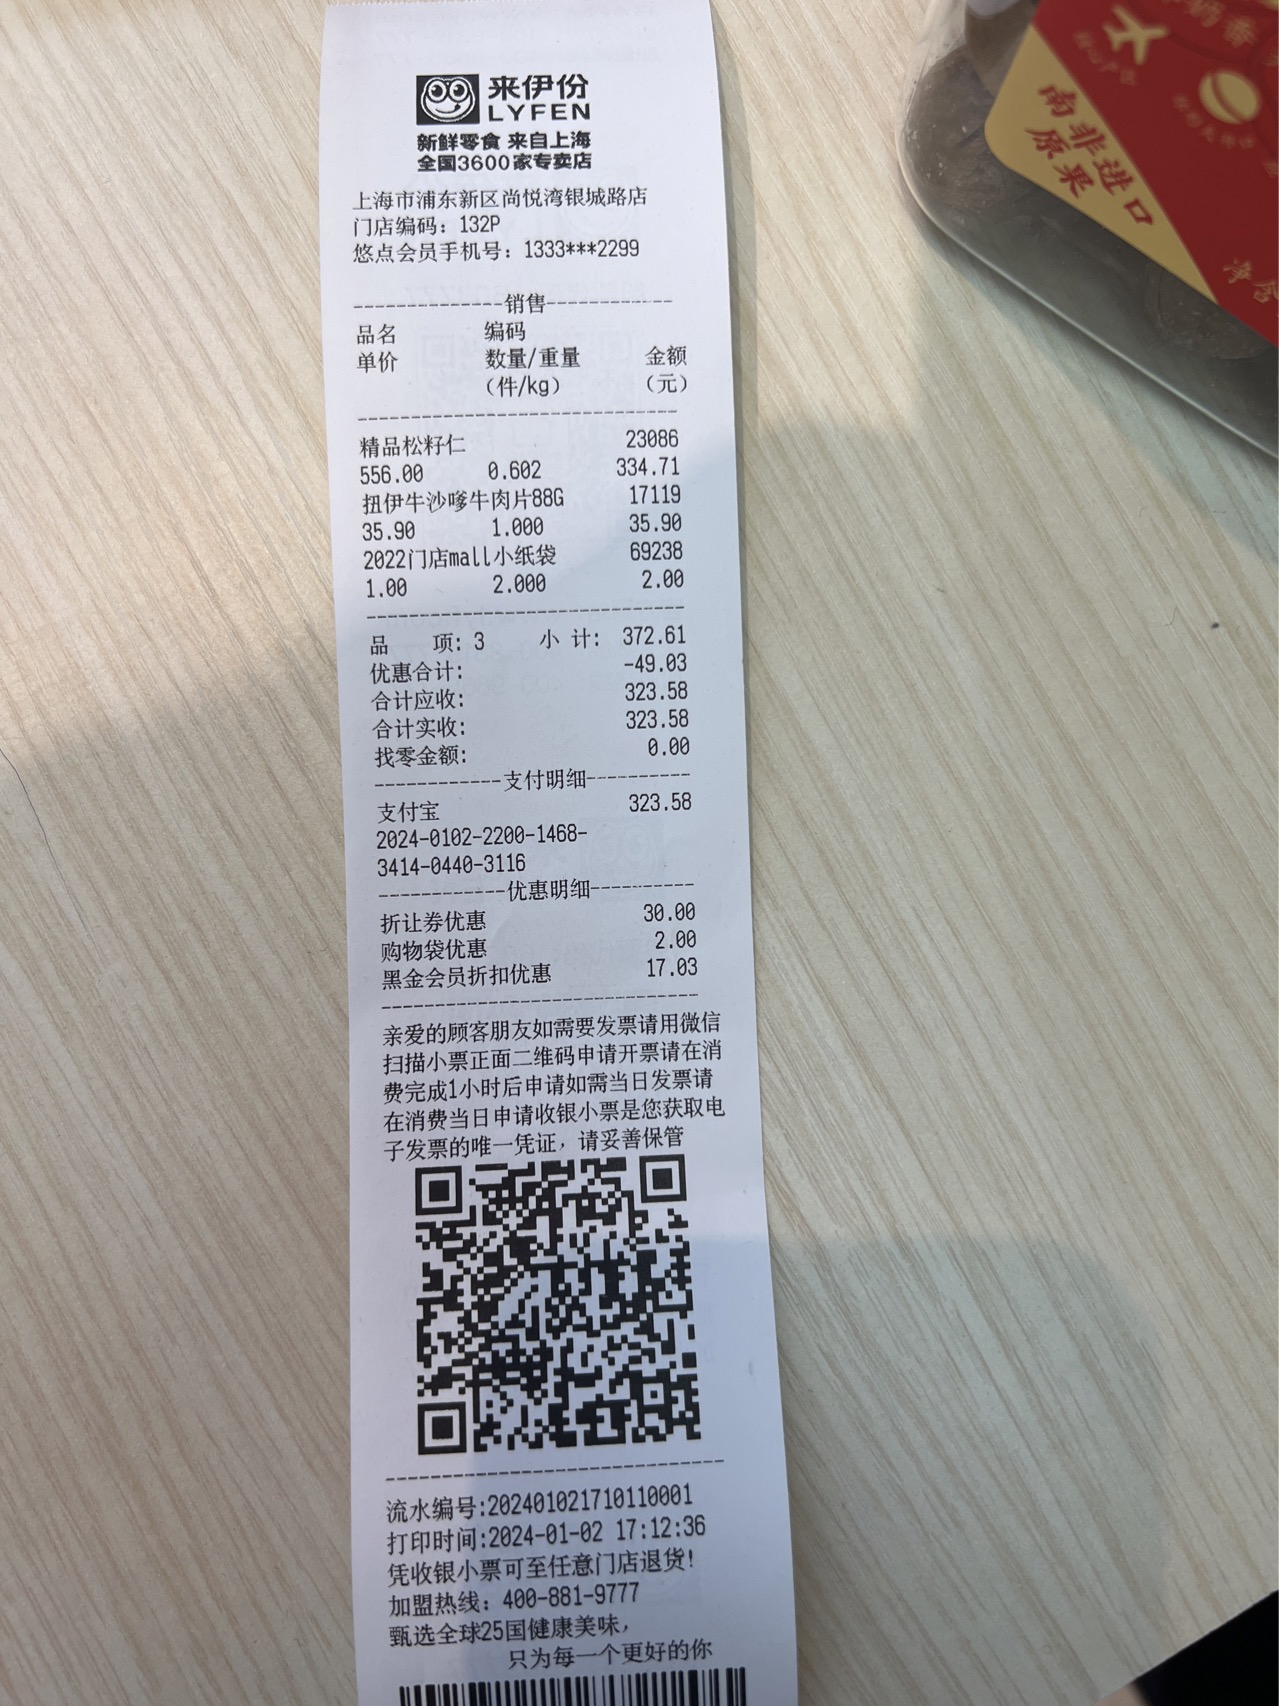 来伊份
LYFEN
新鲜零食 来自上海
全国3600家专卖店
上海市浦东新区尚悦湾银城路店
门店编码：132P
悠点会员手机号：1333***2299
--------------销售------------
品名 编码
单价 数量/重量 金额
（件/kg） （元）
------------------------------
精品松籽仁 23086
556.00 0.602 334.71
扭伊牛沙嗲牛肉片88G 17119
35.90 1.000 35.90
2022门店mall小纸袋 69238
1.00 2.000 2.00
------------------------------
品 项：3 小 计： 372.61
优惠合计： -49.03
合计应收： 323.58
合计实收： 323.58
找零金额： 0.00
------------支付明细----------
支付宝 323.58
2024-0102-2200-1468-
3414-0440-3116
------------优惠明细----------
折让券优惠 30.00
购物袋优惠 2.00
黑金会员折扣优惠 17.03
------------------------------
亲爱的顾客朋友如需要发票请用微信
扫描小票正面二维码申请开票请在消
费完成1小时后申请如需当日发票请
在消费当日申请收银小票是您获取电
子发票的唯一凭证，请妥善保管
--------------------------------
流水编号:202401021710110001
打印时间:2024-01-02 17:12:36
凭收银小票可至任意门店退货!
加盟热线：400-881-9777
甄选全球25国健康美味，
只为每一个更好的你
奶香
南非进口
原果
净含